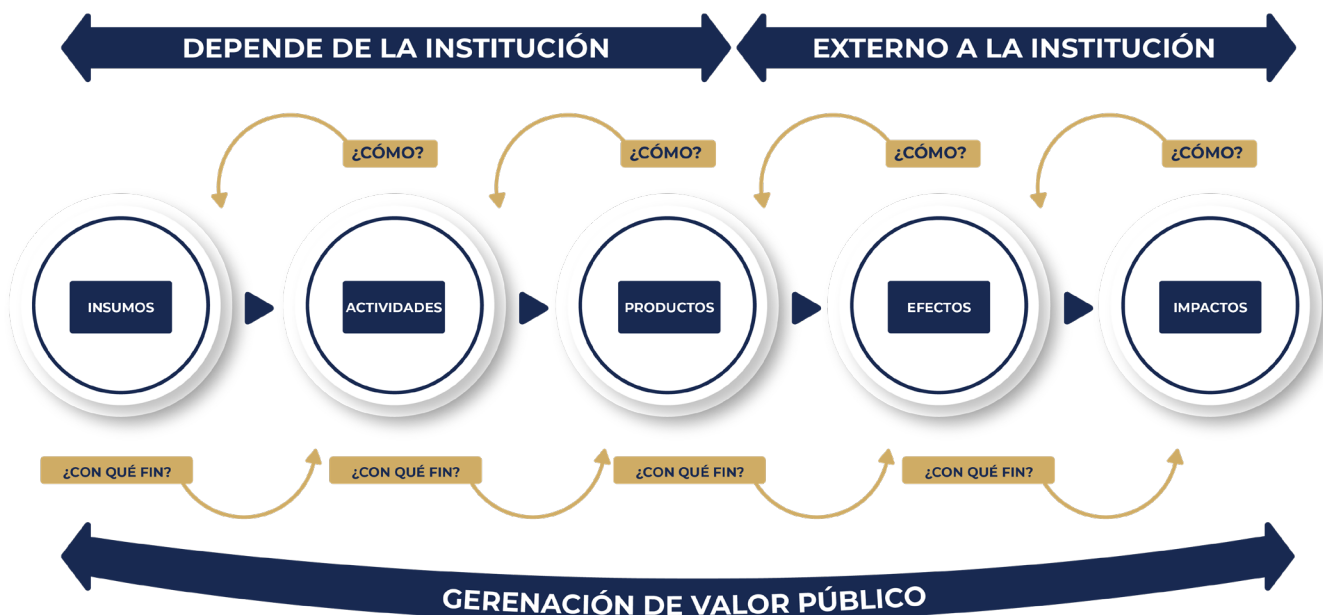 DEPENDE DE LA INSTITUCIÓN
EXTERNO A LA INSTITUCIÓN
¿CÓMO?
¿CÓMO?
¿CÓMO?
¿CÓMO?
INSUMOS
ACTIVIDADES
PRODUCTOS
EFECTOS
IMPACTOS
¿CON QUÉ FIN?
¿CON QUÉ FIN?
¿CON QUÉ FIN?
¿CON QUÉ FIN?
GERENACIÓN DE VALOR PÚBLICO